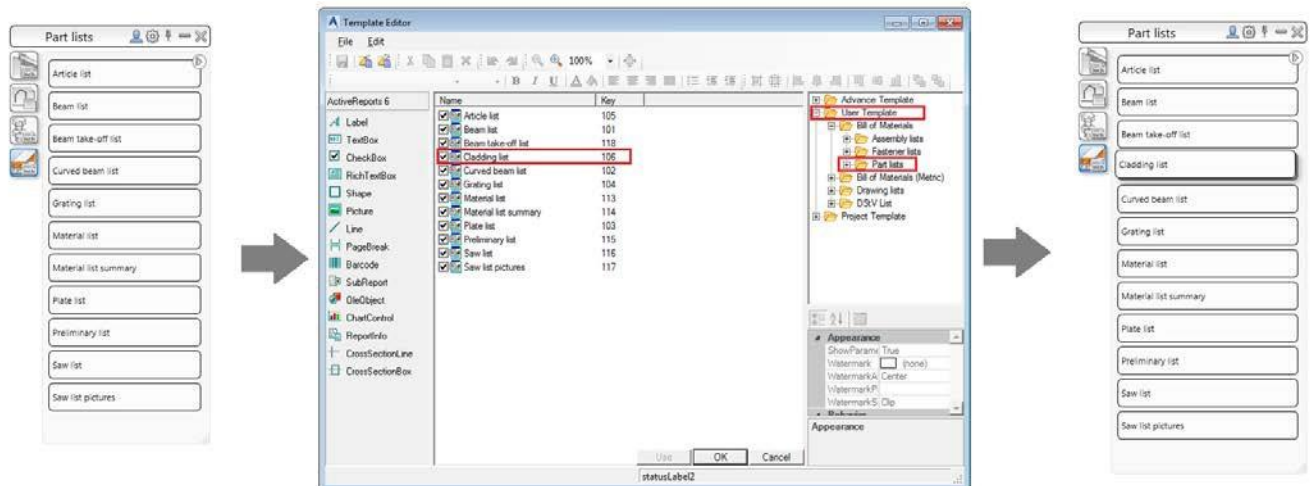 Part lists
Article list
Beam list
Beam take-off list
Curved beam list
Grating list
Material list
Material list summary
Plate list
Preliminary list
Saw list
Saw list pictures
Template Editor
File Edit
100%
B I U A
ActiveReports 6
Label
TextBox
CheckBox
RichTextBox
Shape
Picture
Line
PageBreak
Barcode
SubReport
OleObject
ChartControl
ReportInfo
CrossSectionLine
CrossSectionBox
Name Key
Article list 105
Beam list 101
Beam take-off list 118
Cladding list 106
Curved beam list 102
Grating list 104
Material list 113
Material list summary 114
Plate list 103
Preliminary list 115
Saw list 116
Saw list pictures 117
Advance Template
User Template
Bill of Materials
Assembly lists
Fastener lists
Part lists
Bill of Materials (Metric)
Drawing lists
DStV List
Project Template
Appearance
ShowParame True
Watermark (none)
WatermarkA Center
WatermarkP
WatermarkS Clip
Behavior
Appearance
Use OK Cancel
statusLabel2
Part lists
Article list
Beam list
Beam take-off list
Cladding list
Curved beam list
Grating list
Material list
Material list summary
Plate list
Preliminary list
Saw list
Saw list pictures